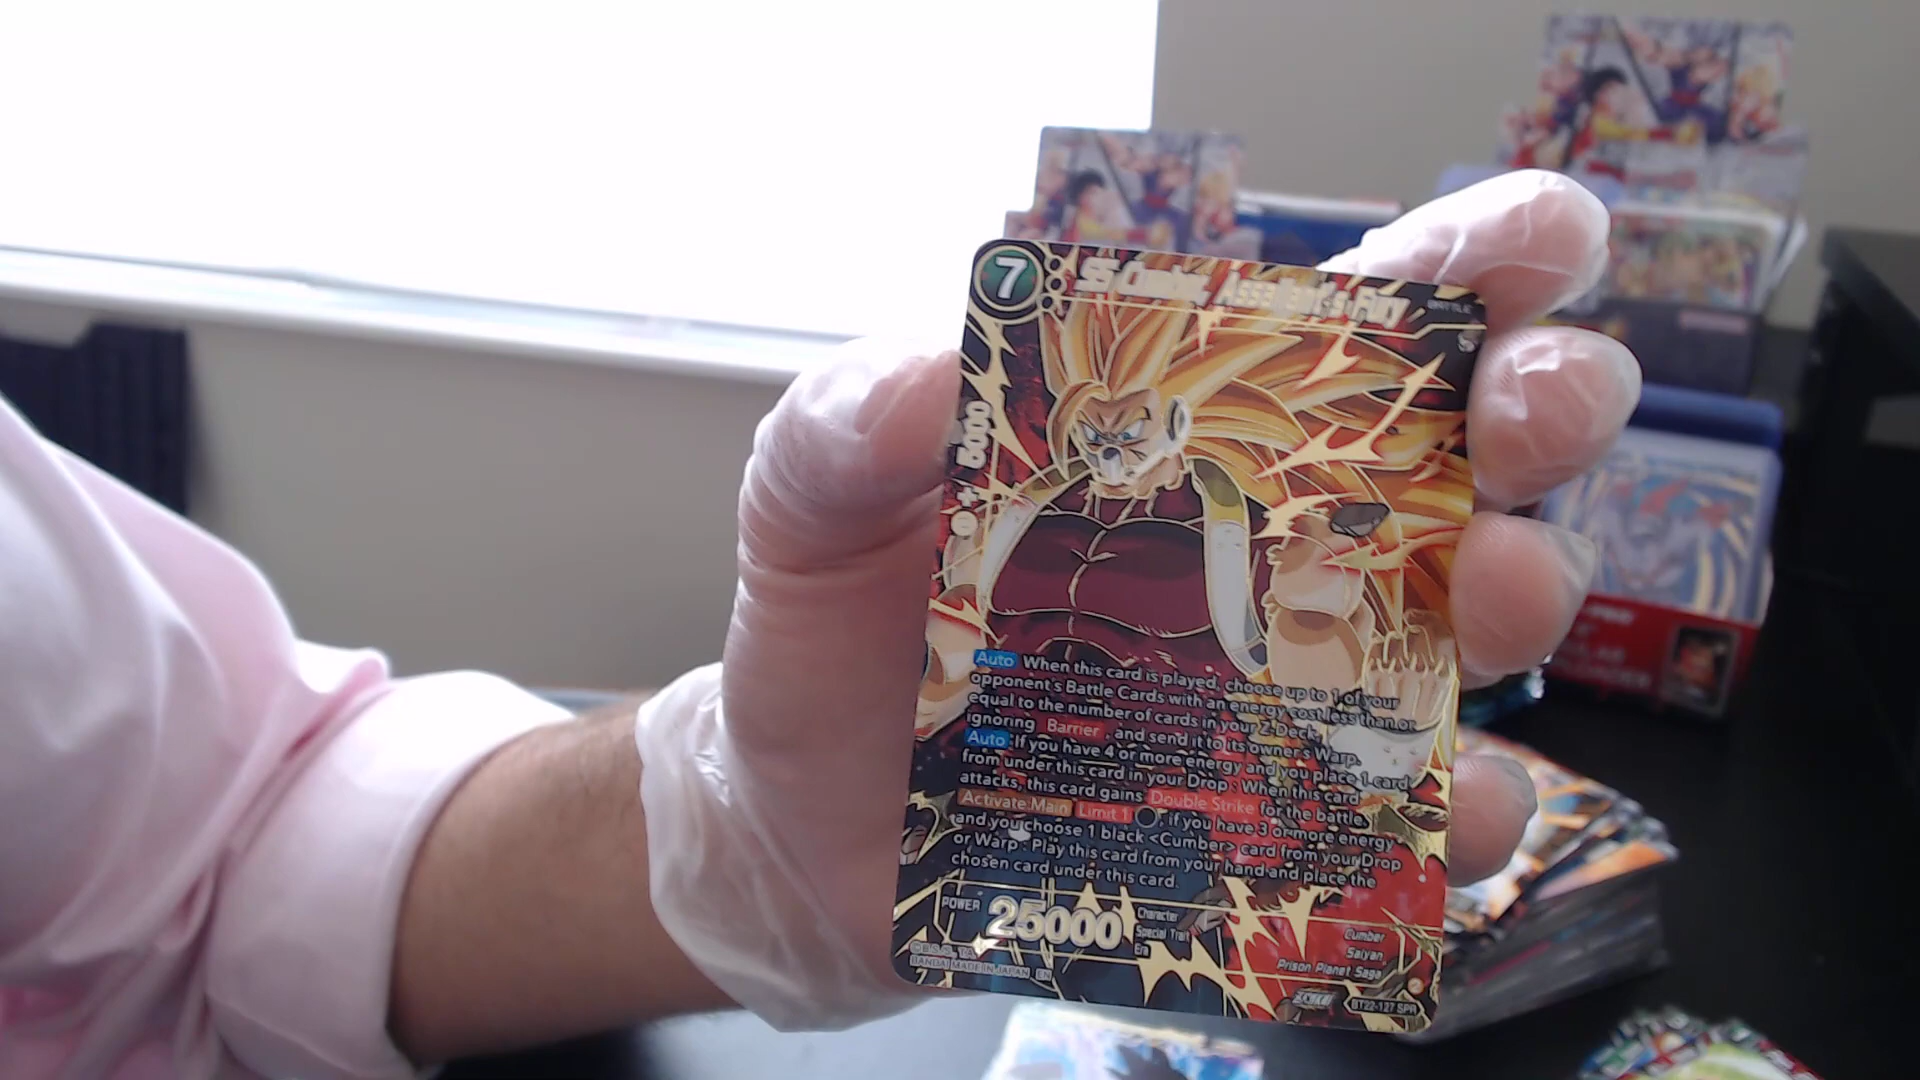 7
SS Cumber, Assailant's Fury
BATTLE
5000
+
Auto When this card is played, choose up to 1 of your
opponent's Battle Cards with an energy cost less than or
equal to the number of cards in your Z-Deck,
ignoring Barrier, and send it to its owner's Warp.
Auto If you have 4 or more energy and you place 1 card
from under this card in your Drop : When this card
attacks, this card gains Double Strike for the battle.
Activate Main Limit 1 , if you have 3 or more energy
and you choose 1 black <Cumber> card from your Drop
or Warp : Play this card from your hand and place the
chosen card under this card.
POWER 25000
Character Cumber
Special Trait Saiyan
Era Prison Planet Saga
BANDAI MADE IN JAPAN EN
BT22-127 SPR